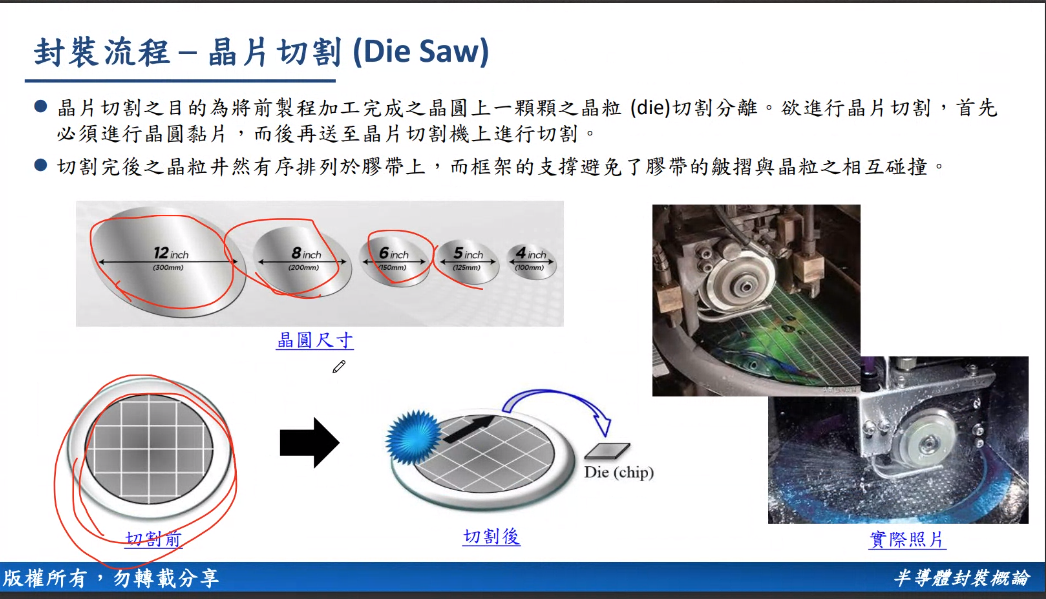 封裝流程 – 晶片切割 (Die Saw)
● 晶片切割之目的為將前製程加工完成之晶圓上一顆顆之晶粒 (die)切割分離。欲進行晶片切割，首先
必須進行晶圓黏片，而後再送至晶片切割機上進行切割。
● 切割完後之晶粒井然有序排列於膠帶上，而框架的支撐避免了膠帶的皺摺與晶粒之相互碰撞。
12 inch
(300mm)
8 inch
(200mm)
6 inch
(150mm)
5 inch
(125mm)
4 inch
(100mm)
晶圓尺寸
Die (chip)
切割前
切割後
實際照片
版權所有，勿轉載分享
半導體封裝概論